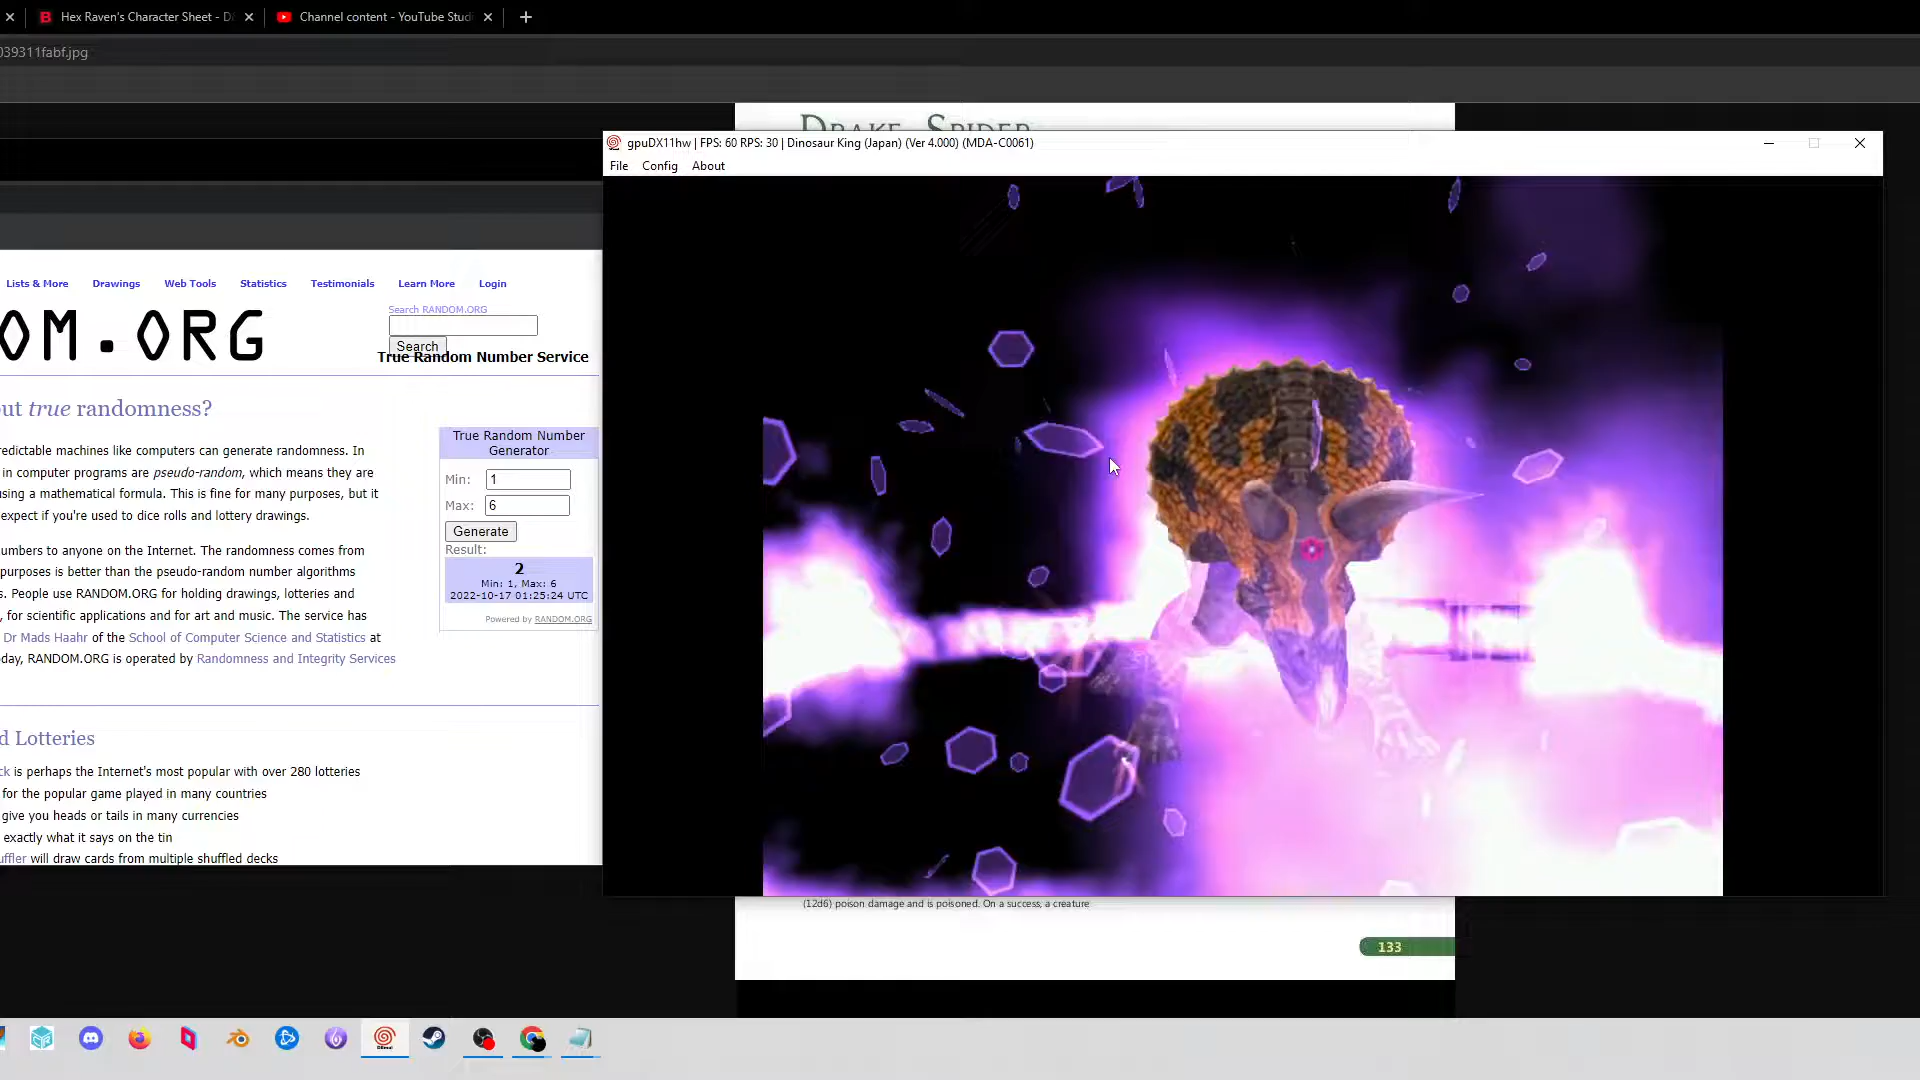 Hex Raven's Character Sheet - D
Channel content - YouTube Studi
039311fabf.jpg
DRAKE, SPIDER
gpuDX11hw | FPS: 60 RPS: 30 | Dinosaur King (Japan) (Ver 4.000) (MDA-C0061)
File Config About
Lists & More Drawings Web Tools Statistics Testimonials Learn More Login
Search RANDOM.ORG
OM.ORG
Search
True Random Number Service
ut true randomness?
redictable machines like computers can generate randomness. In
in computer programs are pseudo-random, which means they are
using a mathematical formula. This is fine for many purposes, but it
expect if you're used to dice rolls and lottery drawings.
True Random Number
Generator
Min: 1
Max: 6
Generate
Result:
2
Min: 1, Max: 6
2022-10-17 01:25:24 UTC
Powered by RANDOM.ORG
umbers to anyone on the Internet. The randomness comes from
purposes is better than the pseudo-random number algorithms
s. People use RANDOM.ORG for holding drawings, lotteries and
, for scientific applications and for art and music. The service has
Dr Mads Haahr of the School of Computer Science and Statistics at
day, RANDOM.ORG is operated by Randomness and Integrity Services
d Lotteries
ck is perhaps the Internet's most popular with over 280 lotteries
for the popular game played in many countries
give you heads or tails in many currencies
exactly what it says on the tin
uffler will draw cards from multiple shuffled decks
(12d6) poison damage and is poisoned. On a success, a creature
133